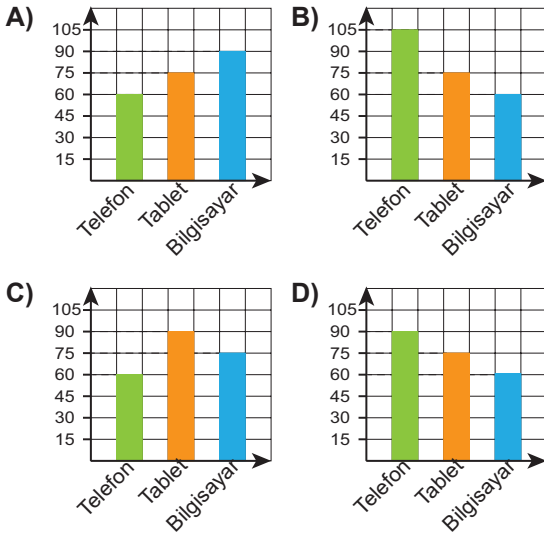 A)
105
90
75
60
45
30
15
Telefon
Tablet
Bilgisayar
B)
105
90
75
60
45
30
15
Telefon
Tablet
Bilgisayar
C)
105
90
75
60
45
30
15
Telefon
Tablet
Bilgisayar
D)
105
90
75
60
45
30
15
Telefon
Tablet
Bilgisayar